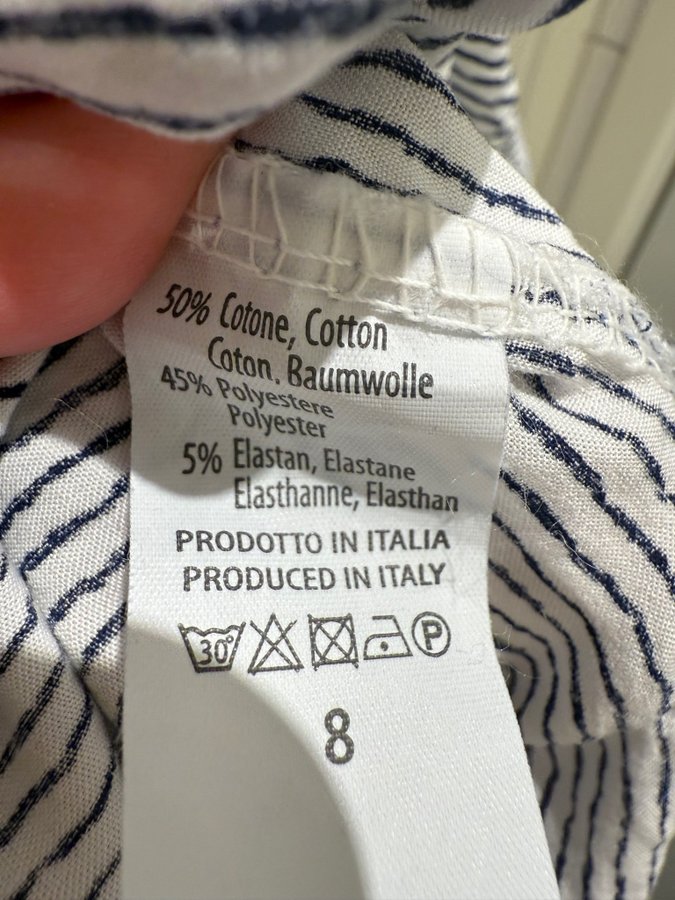 50% Cotone, Cotton
Coton, Baumwolle
45% Polyestere
Polyester
5% Elastan, Elastane
Elasthanne, Elasthan
PRODOTTO IN ITALIA
PRODUCED IN ITALY
30° P
8